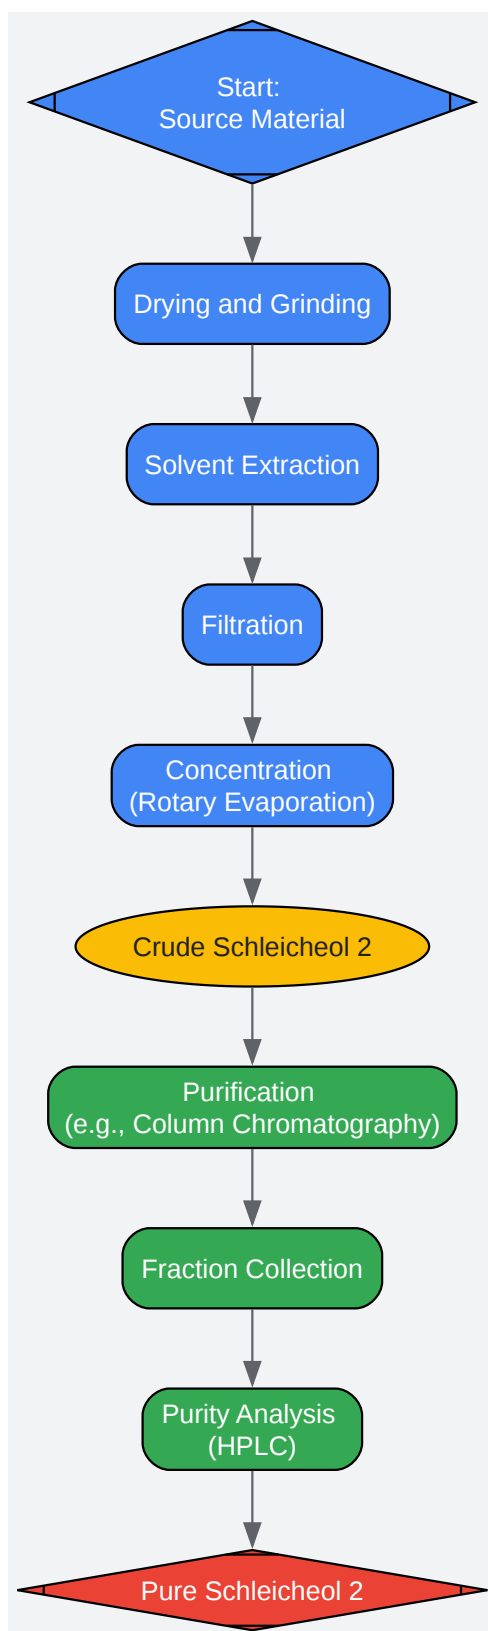 Start:
Source Material
Drying and Grinding
Solvent Extraction
Filtration
Concentration
(Rotary Evaporation)
Crude Schleicheol 2
Purification
(e.g., Column Chromatography)
Fraction Collection
Purity Analysis
(HPLC)
Pure Schleicheol 2